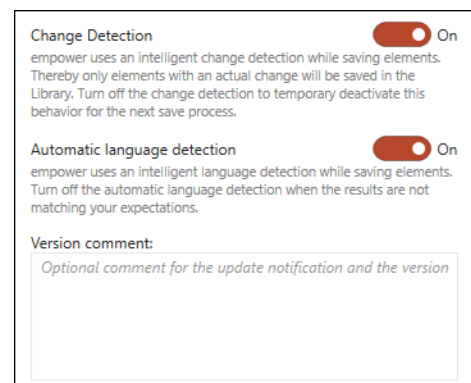 Change Detection On
empower uses an intelligent change detection while saving elements.
Thereby only elements with an actual change will be saved in the
Library. Turn off the change detection to temporary deactivate this
behavior for the next save process.
Automatic language detection On
empower uses an intelligent language detection while saving elements.
Turn off the automatic language detection when the results are not
matching your expectations.
Version comment:
Optional comment for the update notification and the version